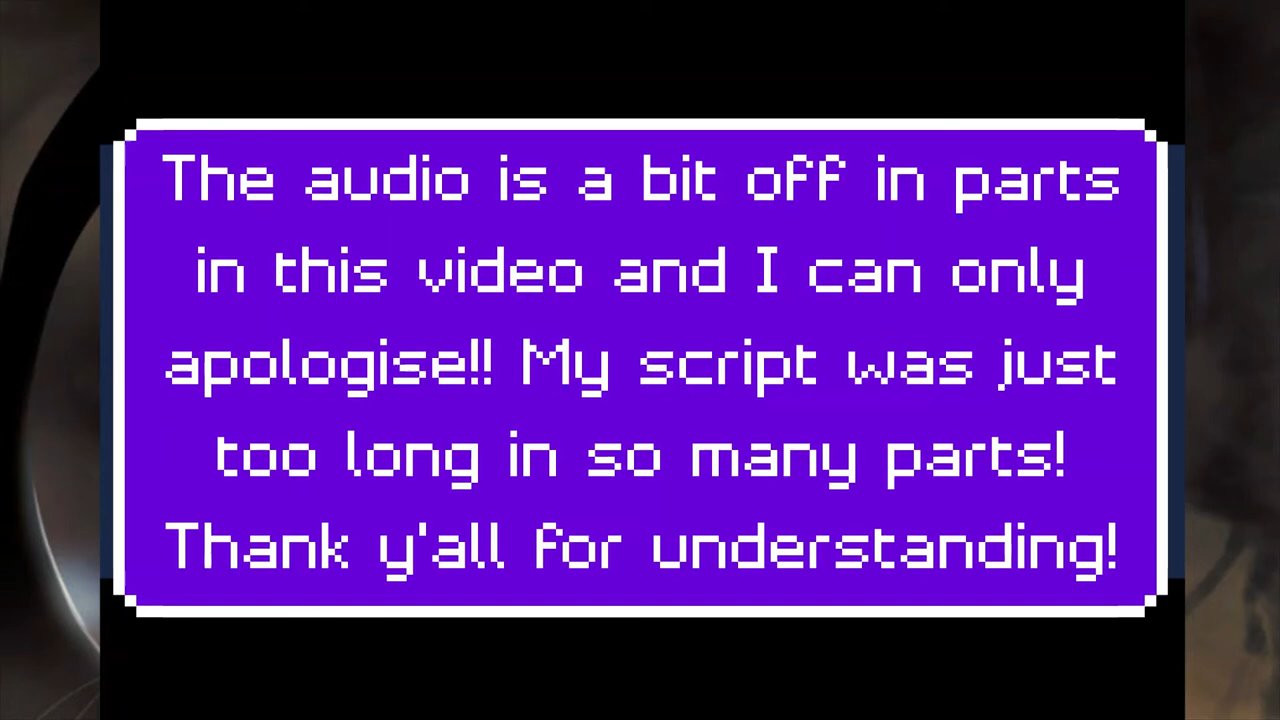 The audio is a bit off in parts
in this video and I can only
apologise!! My script was just
too long in so many parts!
Thank y'all for understanding!